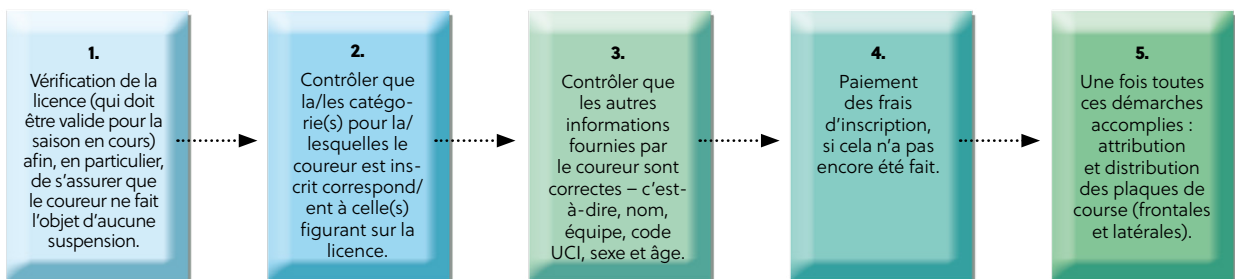 1.
Vérification de la
licence (qui doit
être valide pour la
saison en cours)
afin, en particulier,
de s'assurer que
le coureur ne fait
l'objet d'aucune
suspension.
2.
Contrôler que
la/les catégo-
rie(s) pour la/
lesquelles le
coureur est ins-
crit correspond/
ent à celle(s)
figurant sur la
licence.
3.
Contrôler que
les autres
informations
fournies par
le coureur sont
correctes – c'est-
à-dire, nom,
équipe, code
UCI, sexe et âge.
4.
Paiement
des frais
d'inscription,
si cela n'a pas
encore été fait.
5.
Une fois toutes
ces démarches
accomplies :
attribution
et distribution
des plaques de
course (frontales
et latérales).